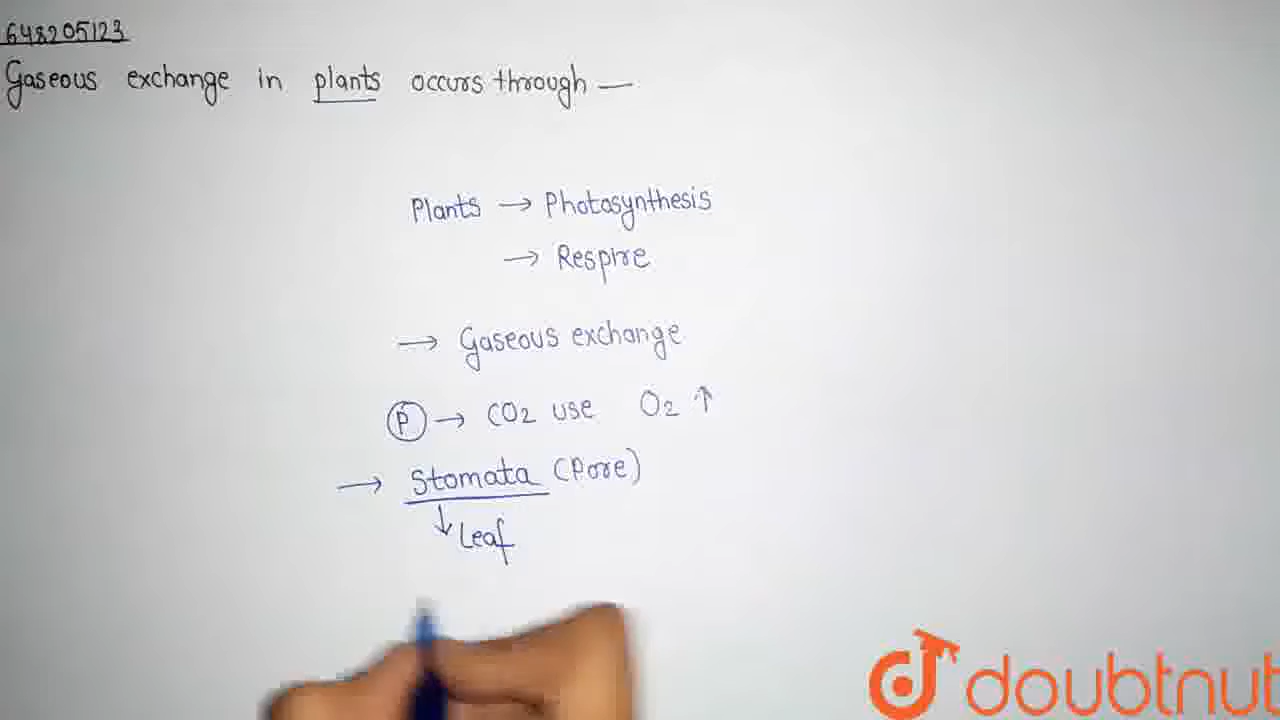 648205123
Gaseous exchange in plants occurs through —
Plants → Photosynthesis
→ Respire
→ Gaseous exchange
(P) → CO2 use O2 ↑
→ Stomata (Pore)
↓ Leaf
doubtnut